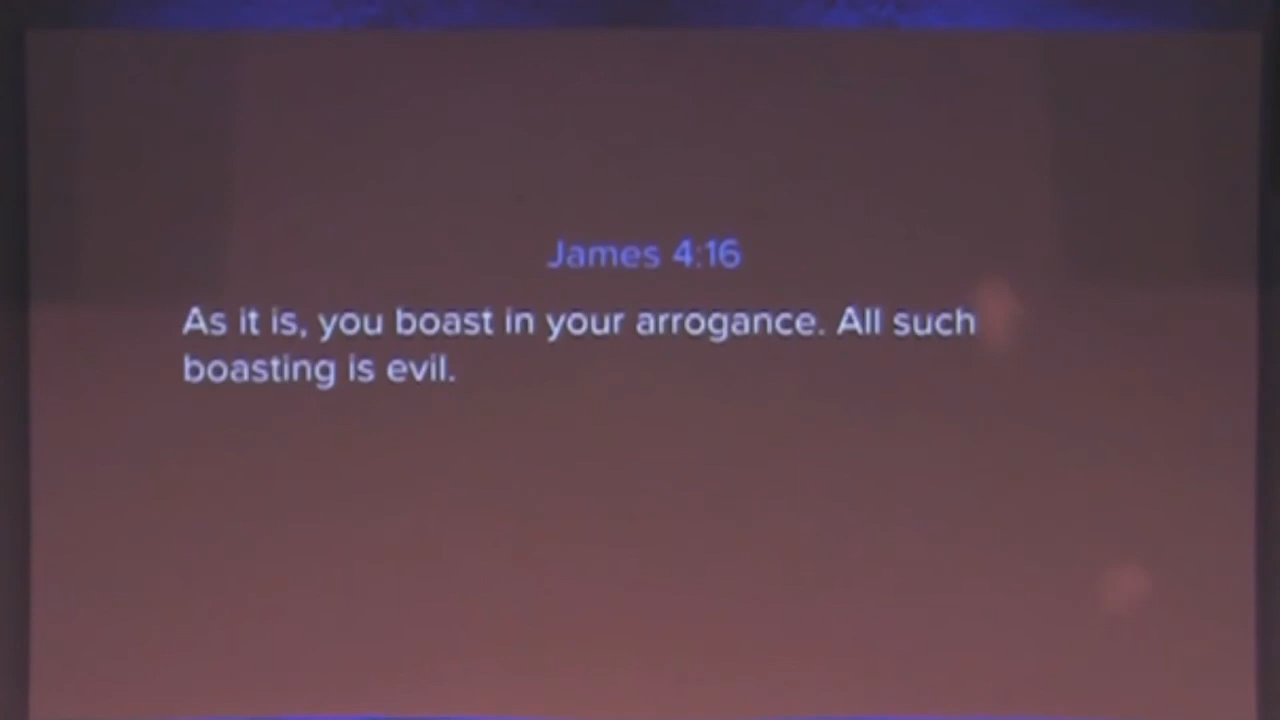 James 4:16
As it is, you boast in your arrogance. All such
boasting is evil.